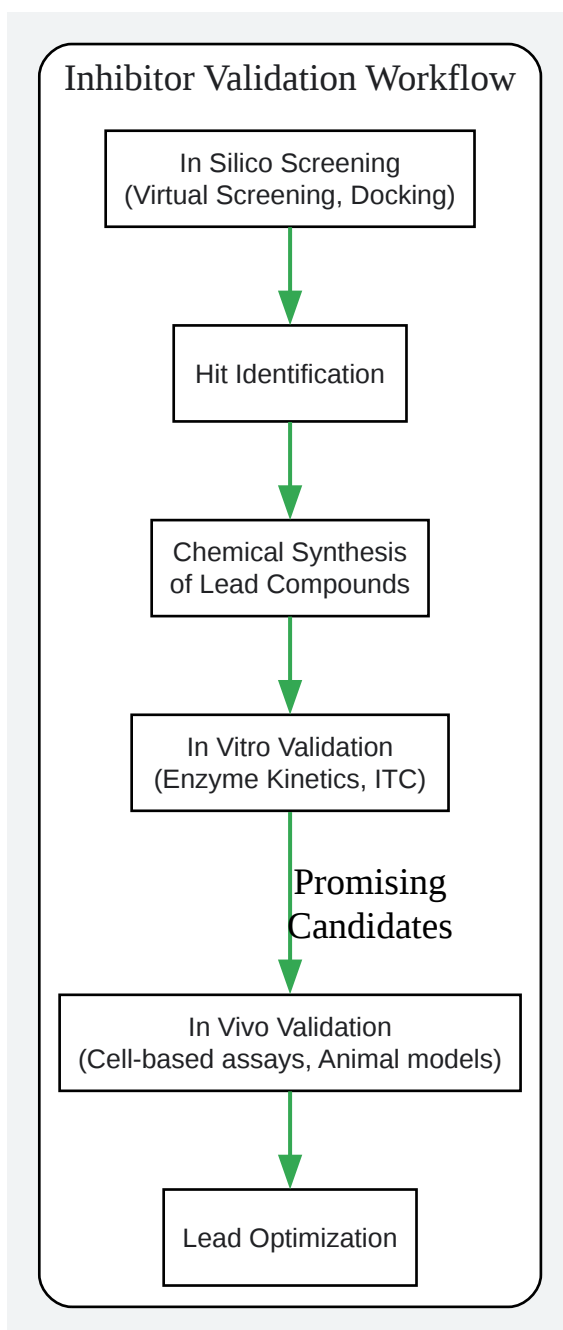 Inhibitor Validation Workflow
In Silico Screening
(Virtual Screening, Docking)
Hit Identification
Chemical Synthesis
of Lead Compounds
In Vitro Validation
(Enzyme Kinetics, ITC)
Promising
Candidates
In Vivo Validation
(Cell-based assays, Animal models)
Lead Optimization